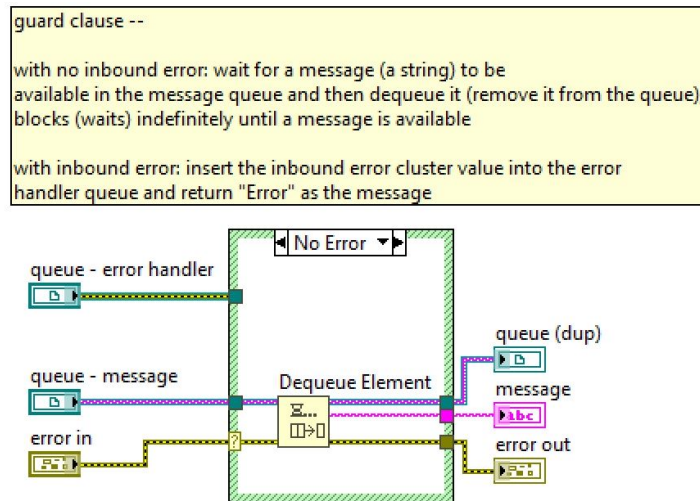 guard clause --
with no inbound error: wait for a message (a string) to be
available in the message queue and then dequeue it (remove it from the queue)
blocks (waits) indefinitely until a message is available
with inbound error: insert the inbound error cluster value into the error
handler queue and return "Error" as the message
No Error
queue - error handler
queue (dup)
queue - message
Dequeue Element
message
abc
error in
?
error out